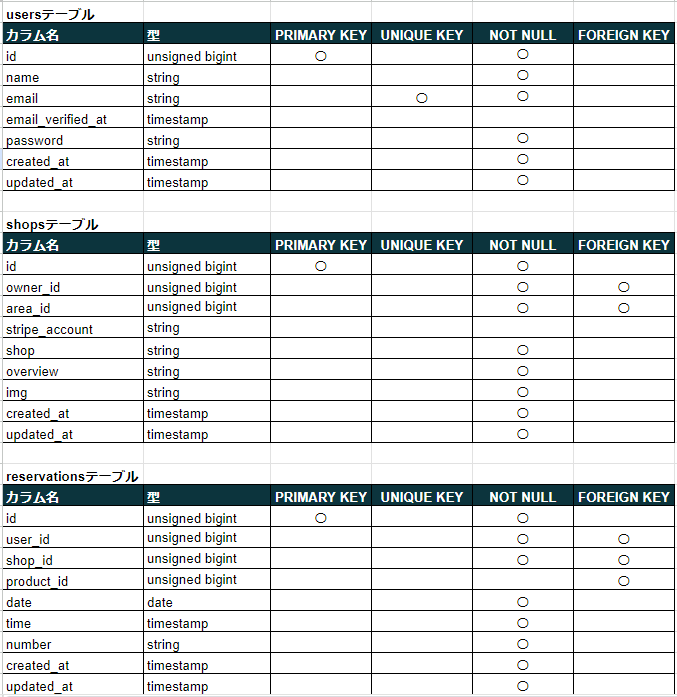 usersテーブル
カラム名 型 PRIMARY KEY UNIQUE KEY NOT NULL FOREIGN KEY
id unsigned bigint ○ ○
name string ○
email string ○ ○
email_verified_at timestamp
password string ○
created_at timestamp ○
updated_at timestamp ○
shopsテーブル
カラム名 型 PRIMARY KEY UNIQUE KEY NOT NULL FOREIGN KEY
id unsigned bigint ○ ○
owner_id unsigned bigint ○ ○
area_id unsigned bigint ○ ○
stripe_account string
shop string ○
overview string ○
img string ○
created_at timestamp ○
updated_at timestamp ○
reservationsテーブル
カラム名 型 PRIMARY KEY UNIQUE KEY NOT NULL FOREIGN KEY
id unsigned bigint ○ ○
user_id unsigned bigint ○ ○
shop_id unsigned bigint ○ ○
product_id unsigned bigint ○
date date ○
time timestamp ○
number string ○
created_at timestamp ○
updated_at timestamp ○